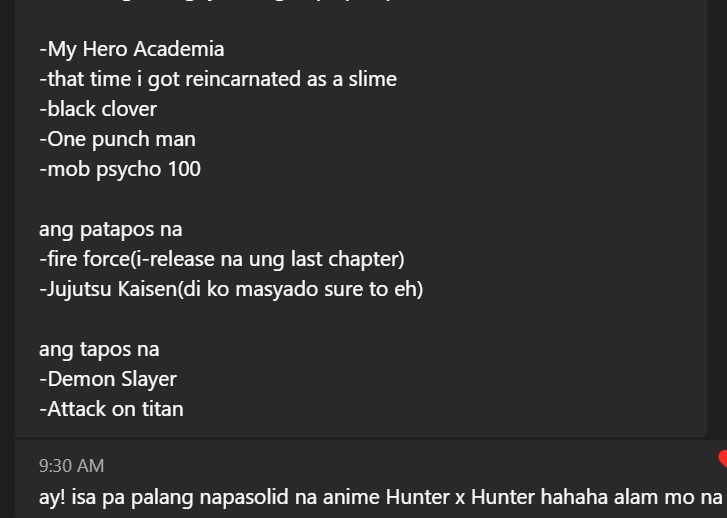 -My Hero Academia
-that time i got reincarnated as a slime
-black clover
-One punch man
-mob psycho 100
ang patapos na
-fire force(i-release na ung last chapter)
-Jujutsu Kaisen(di ko masyado sure to eh)
ang tapos na
-Demon Slayer
-Attack on titan
9:30 AM
ay! isa pa palang napasolid na anime Hunter x Hunter hahaha alam mo na